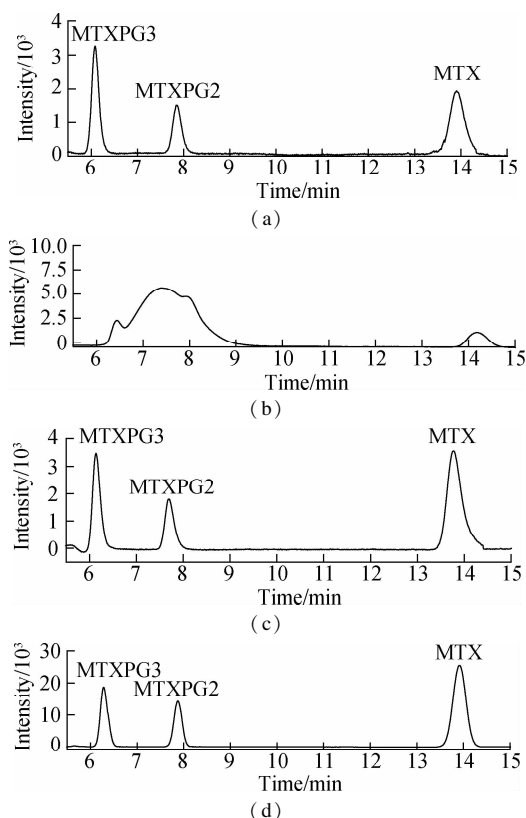 MTXPG3
MTXPG2
MTX
Intensity/10³
4
3
2
1
0
6 7 8 9 10 11 12 13 14 15
Time/min
( a )
Intensity/10³
10.0
7.5
5.0
2.5
0
6 7 8 9 10 11 12 13 14 15
Time/min
( b )
MTXPG3
MTXPG2
MTX
Intensity/10³
4
3
2
1
0
6 7 8 9 10 11 12 13 14 15
Time/min
( c )
MTXPG3
MTXPG2
MTX
Intensity/10³
30
20
10
0
6 7 8 9 10 11 12 13 14 15
Time/min
( d )